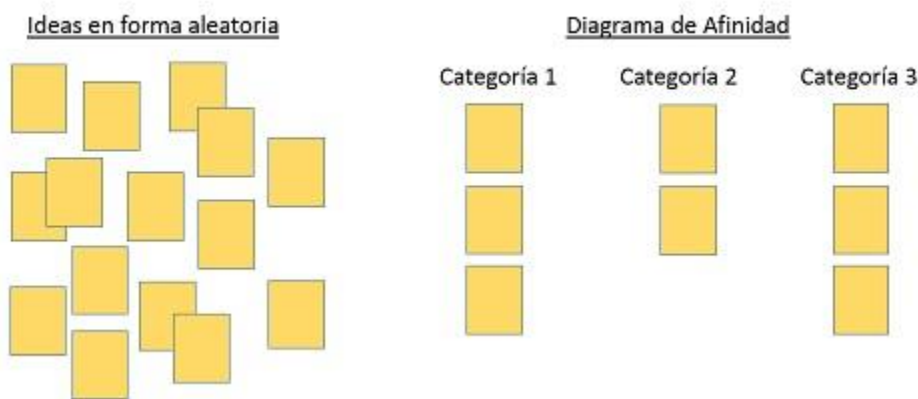 Ideas en forma aleatoria
Diagrama de Afinidad
Categoría 1
Categoría 2
Categoría 3